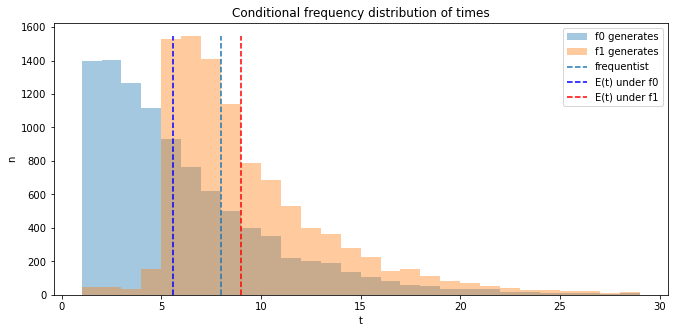 Conditional frequency distribution of times
1600
1400
1200
1000
800
600
400
200
0
n
f0 generates
f1 generates
frequentist
E(t) under f0
E(t) under f1
0 5 10 15 20 25 30
t